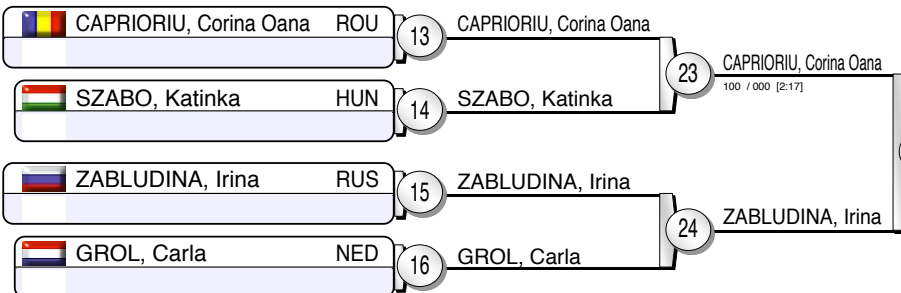 CAPRIORIU, Corina Oana ROU
13
CAPRIORIU, Corina Oana
23
CAPRIORIU, Corina Oana
100 / 000 [2:17]
SZABO, Katinka HUN
14
SZABO, Katinka
ZABLUDINA, Irina RUS
15
ZABLUDINA, Irina
24
ZABLUDINA, Irina
GROL, Carla NED
16
GROL, Carla